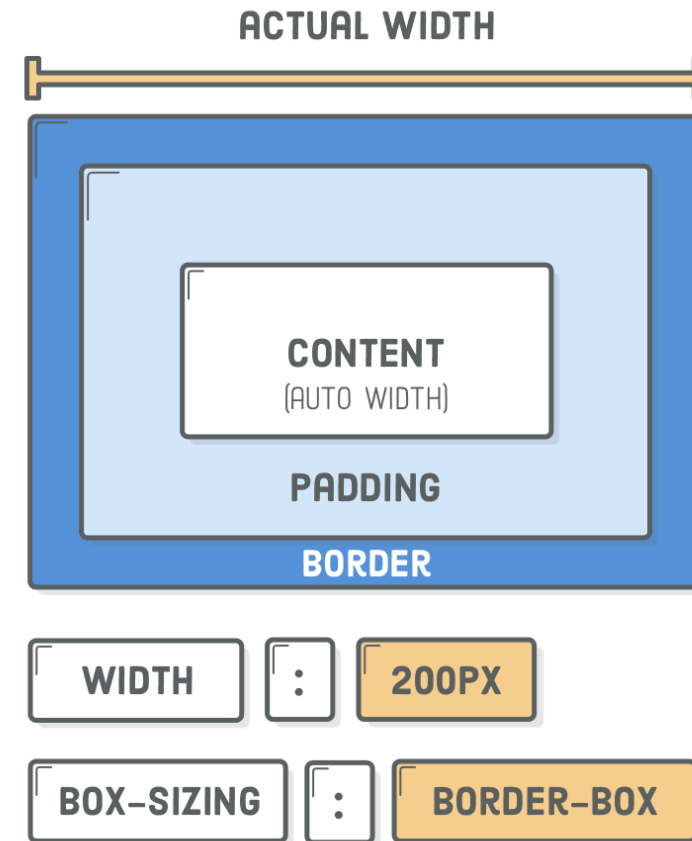 ACTUAL WIDTH
CONTENT
(AUTO WIDTH)
PADDING
BORDER
WIDTH : 200PX
BOX-SIZING : BORDER-BOX